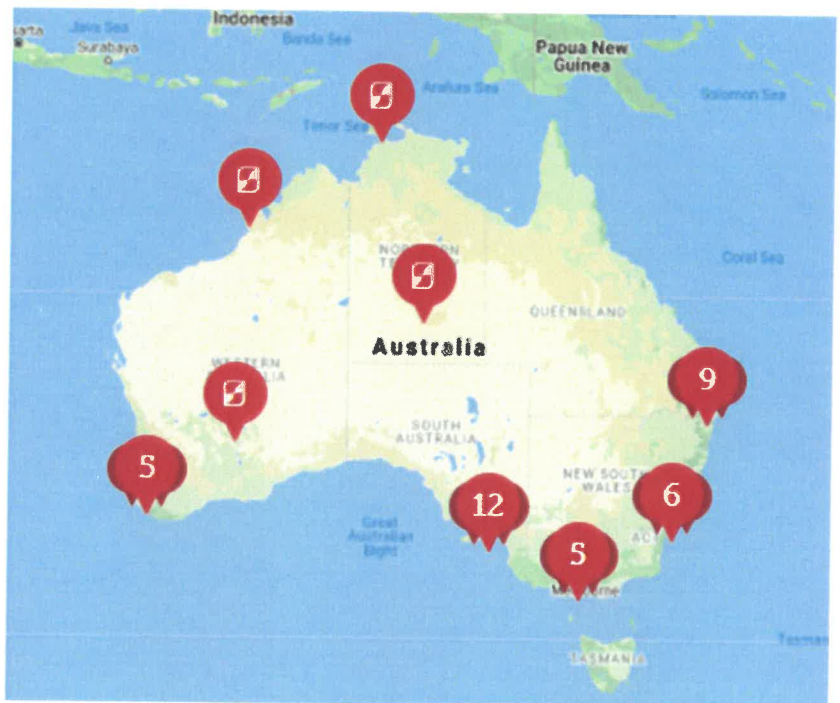 Indonesia
Java Sea
Surabaya
Banda Sea
Papua New
Guinea
Arafura Sea
Solomon Sea
Timor Sea
Coral Sea
QUEENSLAND
Australia
9
5
SOUTH
AUSTRALIA
NEW SOUTH
WALES
12
6
Great
Australian
Bight
5
TASMANIA